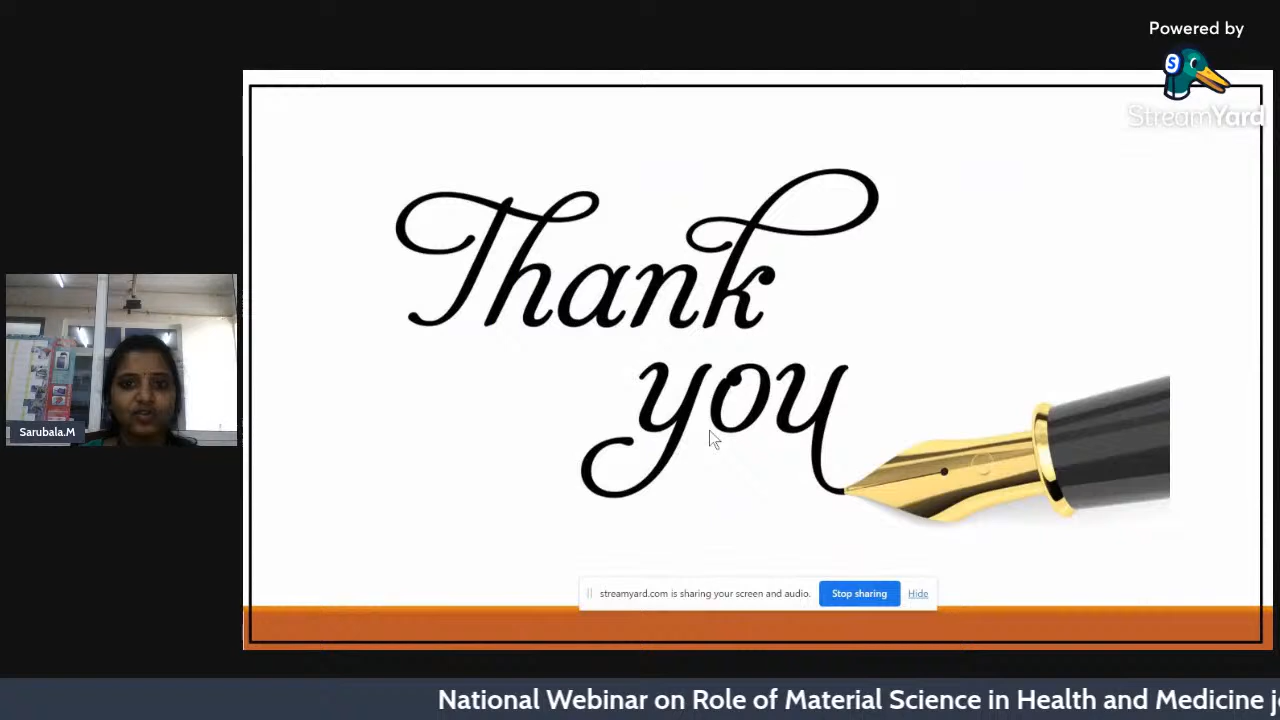 Powered by
S
StreamYard
Thank
you
Sarubala.M
streamyard.com is sharing your screen and audio.
Stop sharing
Hide
National Webinar on Role of Material Science in Health and Medicine j